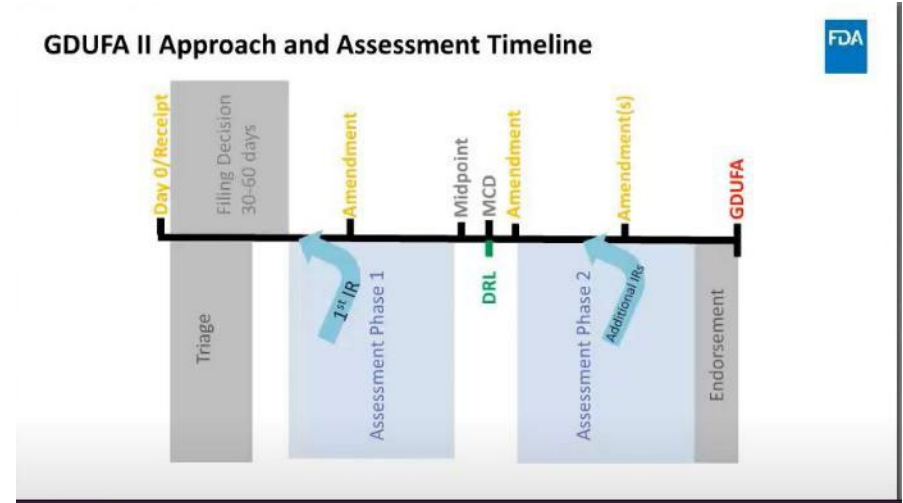 GDUFA II Approach and Assessment Timeline
FDA
Day 0/Receipt
Filing Decision
30-60 days
Amendment
Midpoint
MCD
Amendment
Amendment(s)
GDUFA
Triage
1st IR
Assessment Phase 1
DRL
Assessment Phase 2
Additional IRs
Endorsement